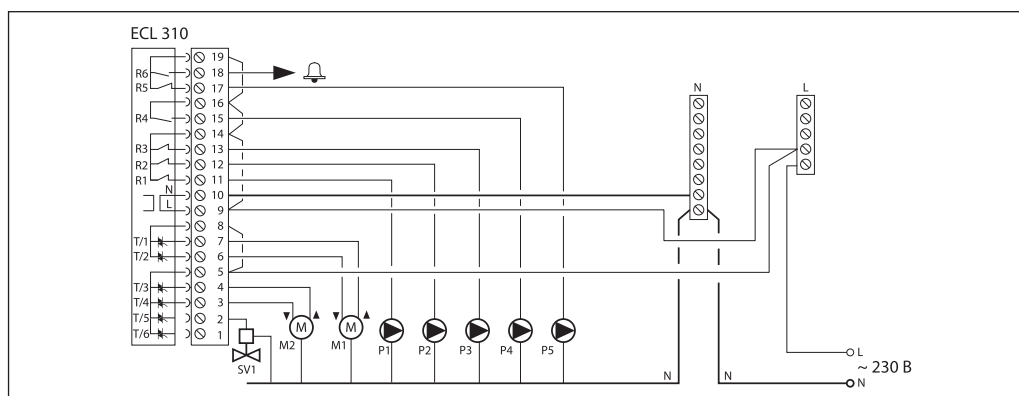 ECL 310
19
R6 18
R5 17
16
R4 15
14
R3 13
R2 12
R1 11
N 10
L 9
8
T/1 7
T/2 6
5
T/3 4
T/4 3
T/5 2
T/6 1
N
L
M
M
M2
M1
P1
P2
P3
P4
P5
SV1
N
N
L
~ 230 В
N